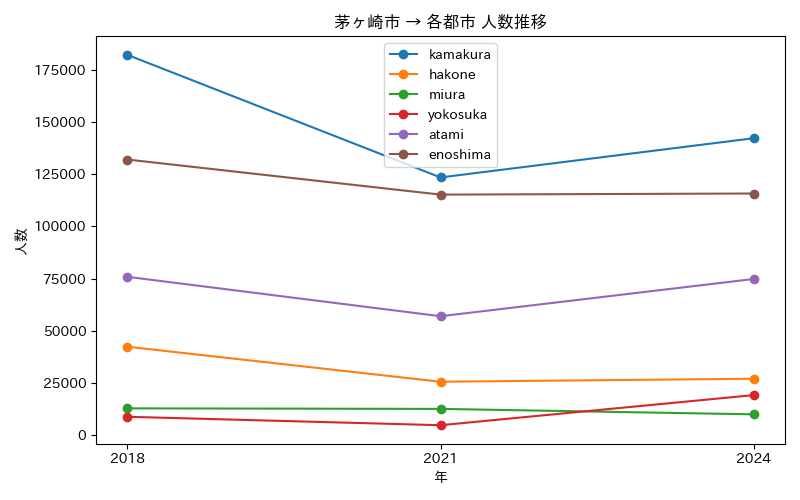 茅ヶ崎市 → 各都市 人数推移
kamakura
hakone
miura
yokosuka
atami
enoshima
175000
150000
125000
100000
75000
50000
25000
0
人数
2018
2021
2024
年